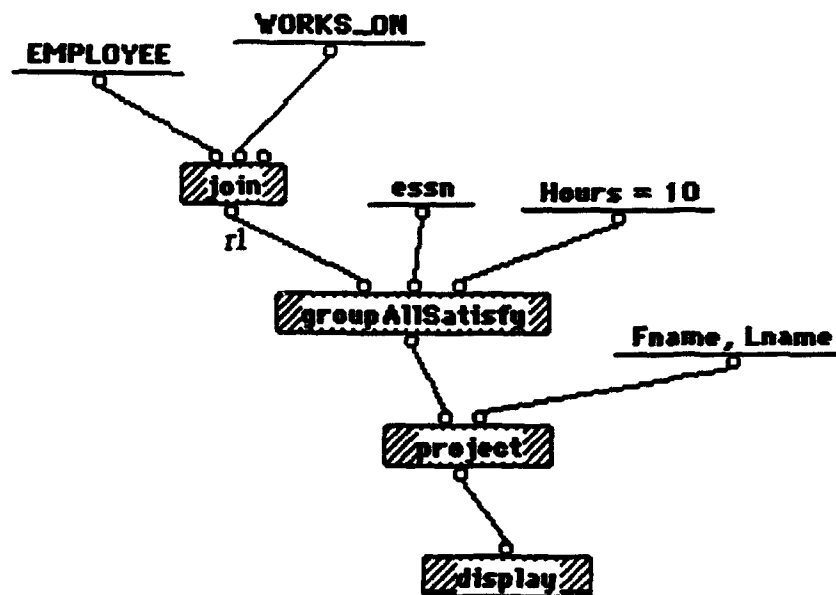 WORKS_ON
EMPLOYEE
join
r1
essn
Hours = 10
groupAllSatisfy
Fname, Lname
project
display